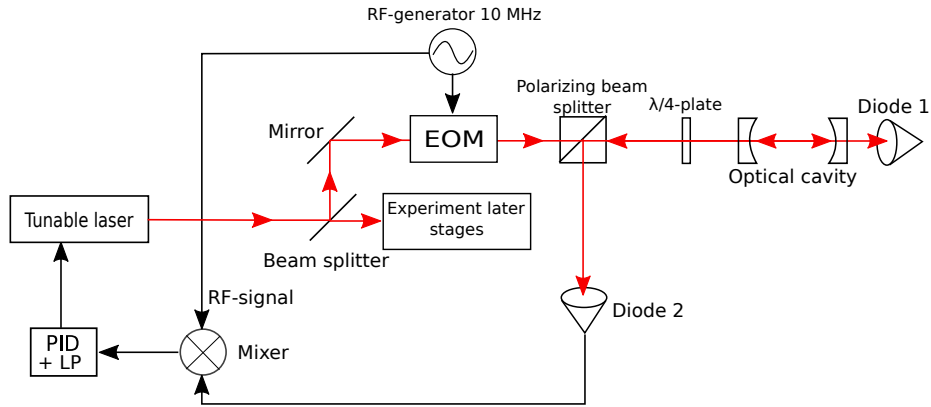 RF-generator 10 MHz
Polarizing beam
splitter
λ/4-plate
Diode 1
Mirror
EOM
Optical cavity
Tunable laser
Experiment later
stages
Beam splitter
RF-signal
Diode 2
PID
+ LP
Mixer